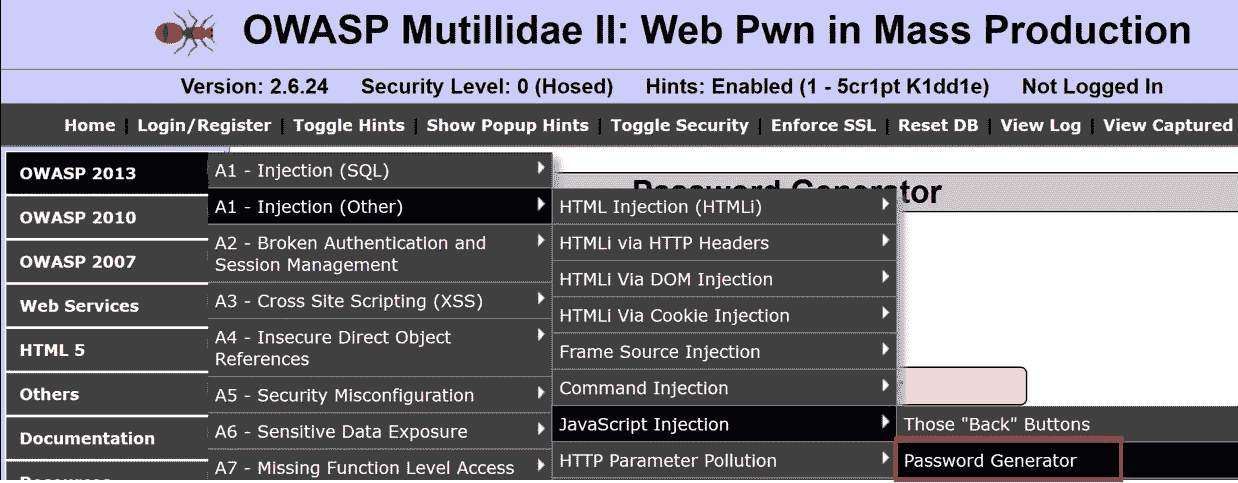 OWASP Mutillidae II: Web Pwn in Mass Production
Version: 2.6.24 Security Level: 0 (Hosed) Hints: Enabled (1 - 5cr1pt K1dd1e) Not Logged In
Home | Login/Register | Toggle Hints | Show Popup Hints | Toggle Security | Enforce SSL | Reset DB | View Log | View Captured
OWASP 2013
OWASP 2010
OWASP 2007
Web Services
HTML 5
Others
Documentation
Resources
A1 - Injection (SQL)
A1 - Injection (Other)
A2 - Broken Authentication and
Session Management
A3 - Cross Site Scripting (XSS)
A4 - Insecure Direct Object
References
A5 - Security Misconfiguration
A6 - Sensitive Data Exposure
A7 - Missing Function Level Access
Password Generator
HTML Injection (HTMLi)
HTMLi via HTTP Headers
HTMLi Via DOM Injection
HTMLi Via Cookie Injection
Frame Source Injection
Command Injection
JavaScript Injection
HTTP Parameter Pollution
Those "Back" Buttons
Password Generator